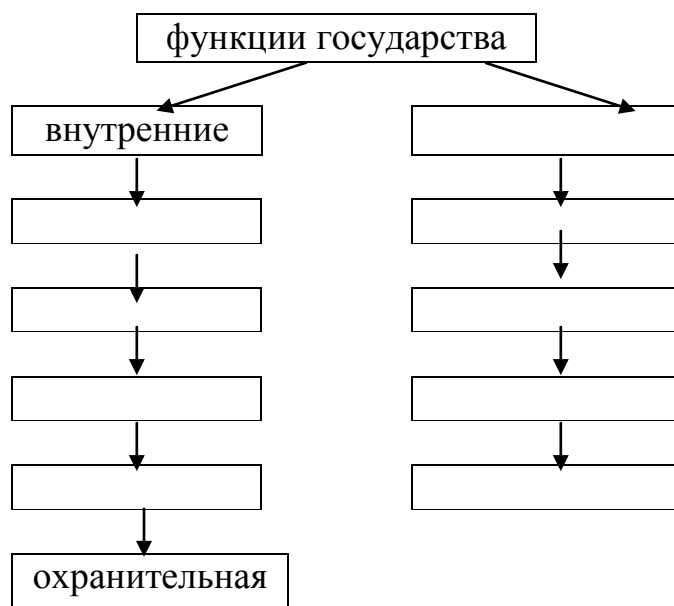 функции государства
внутренние
охранительная